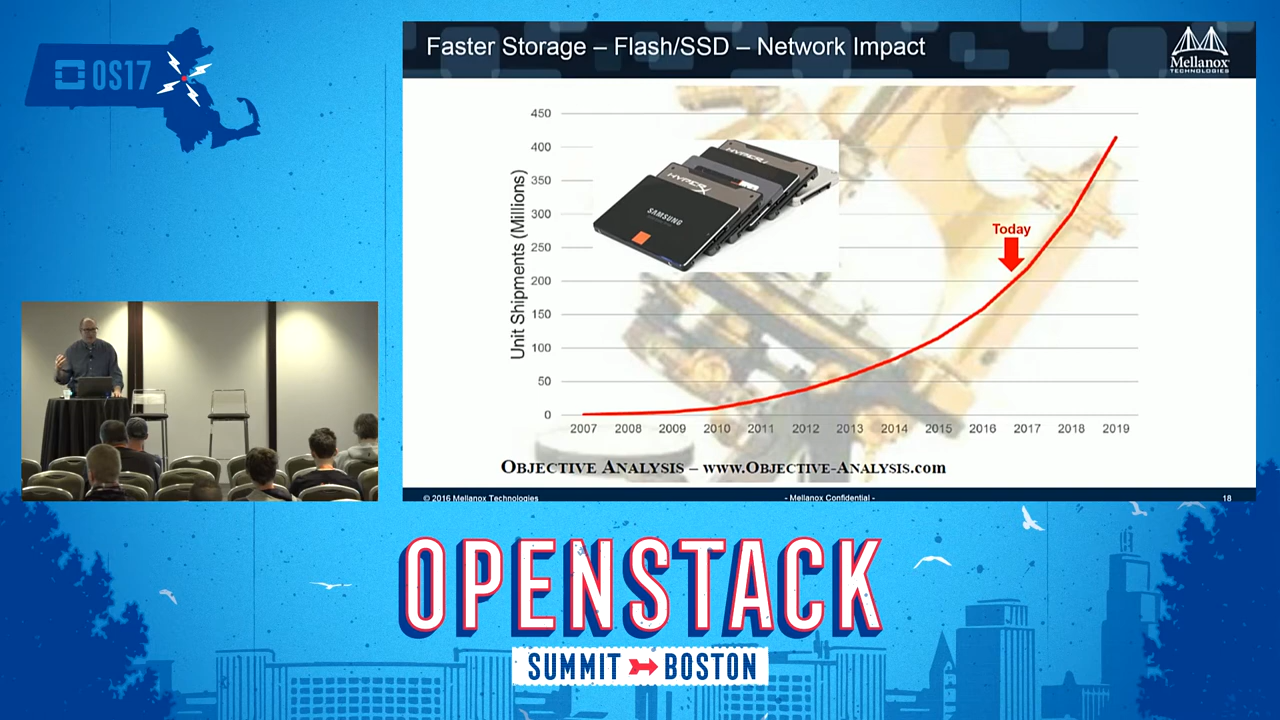 OS17
Faster Storage – Flash/SSD – Network Impact
Mellanox
TECHNOLOGIES
Unit Shipments (Millions)
450
400
350
300
250
200
150
100
50
0
HYPERX
HYPERX
SAMSUNG
Today
2007 2008 2009 2010 2011 2012 2013 2014 2015 2016 2017 2018 2019
OBJECTIVE ANALYSIS – www.OBJECTIVE-ANALYSIS.com
© 2016 Mellanox Technologies
- Mellanox Confidential -
18
OPENSTACK
SUMMIT BOSTON